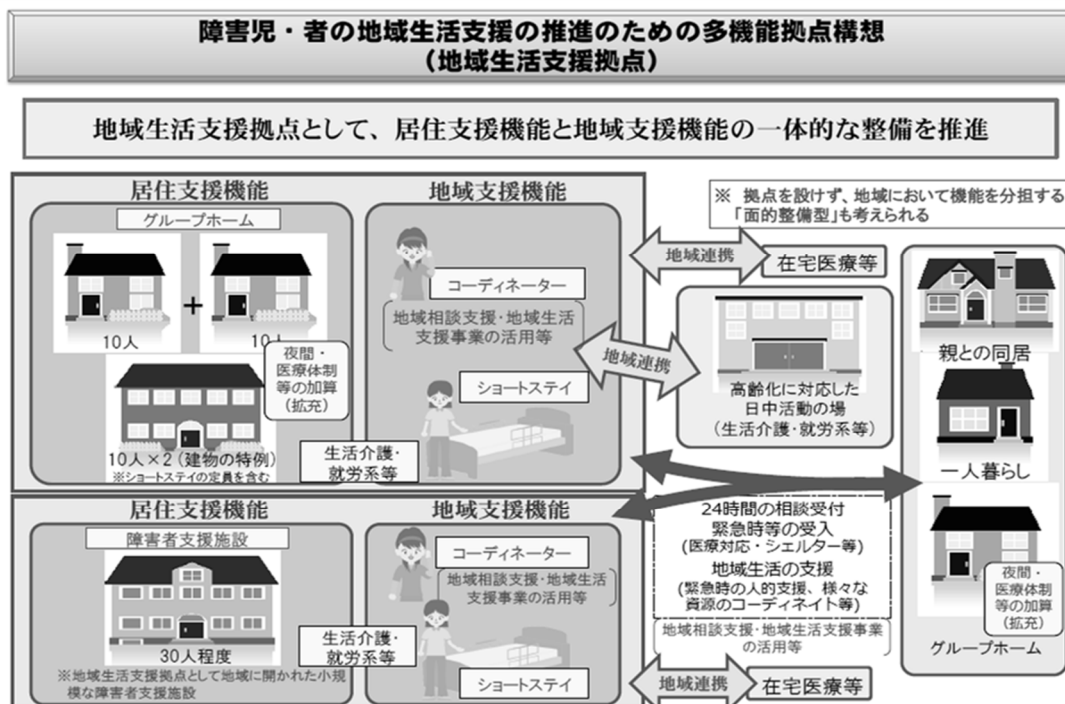 障害児・者の地域生活支援の推進のための多機能拠点構想
(地域生活支援拠点)
地域生活支援拠点として、居住支援機能と地域支援機能の一体的な整備を推進
居住支援機能
グループホーム
10人
+
10人
10人×2 (建物の特例)
※ショートステイの定員を含む
夜間・
医療体制
等の加算
(拡充)
生活介護・
就労系等
地域支援機能
コーディネーター
地域相談支援・地域生活
支援事業の活用等
ショートステイ
※ 拠点を設けず、地域において機能を分担する
「面的整備型」も考えられる
地域連携
在宅医療等
地域連携
高齢化に対応した
日中活動の場
(生活介護・就労系等)
親との同居
一人暮らし
夜間・
医療体制
等の加算
(拡充)
グループホーム
24時間の相談受付
緊急時等の受入
(医療対応・シェルター等)
地域生活の支援
(緊急時の人的支援、様々な
資源のコーディネイト等)
地域相談支援・地域生活支援事業
の活用等
居住支援機能
障害者支援施設
30人程度
※地域生活支援拠点として地域に開かれた小規
模な障害者支援施設
生活介護・
就労系等
地域支援機能
コーディネーター
地域相談支援・地域生活
支援事業の活用等
ショートステイ
地域連携
在宅医療等